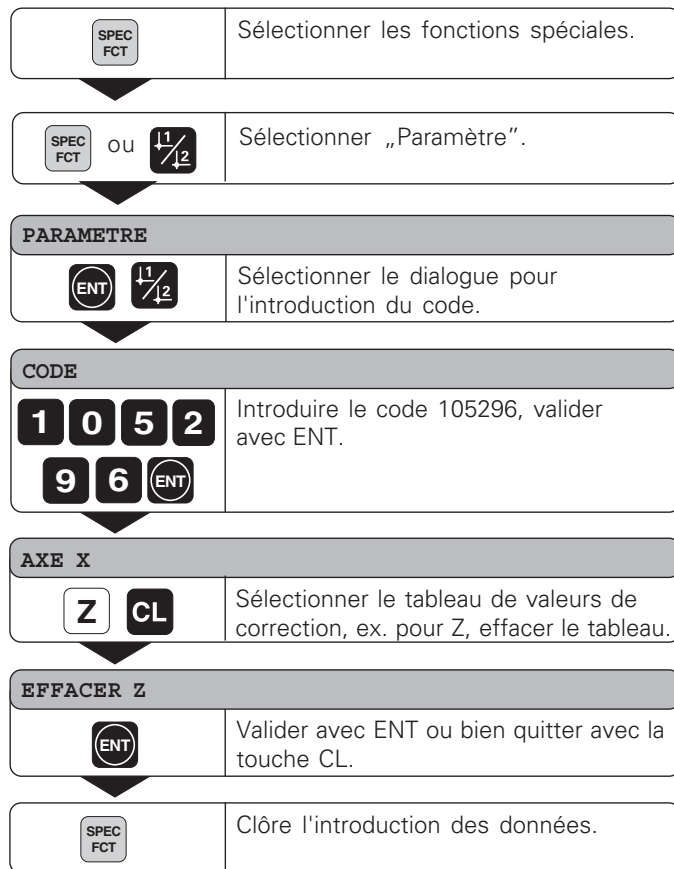 SPEC
FCT
Sélectionner les fonctions spéciales.
SPEC
FCT
ou
1
2
Sélectionner „Paramètre".
PARAMETRE
ENT
1
2
Sélectionner le dialogue pour
l'introduction du code.
CODE
1 0 5 2
9 6 ENT
Introduire le code 105296, valider
avec ENT.
AXE X
Z CL
Sélectionner le tableau de valeurs de
correction, ex. pour Z, effacer le tableau.
EFFACER Z
ENT
Valider avec ENT ou bien quitter avec la
touche CL.
SPEC
FCT
Clôre l'introduction des données.